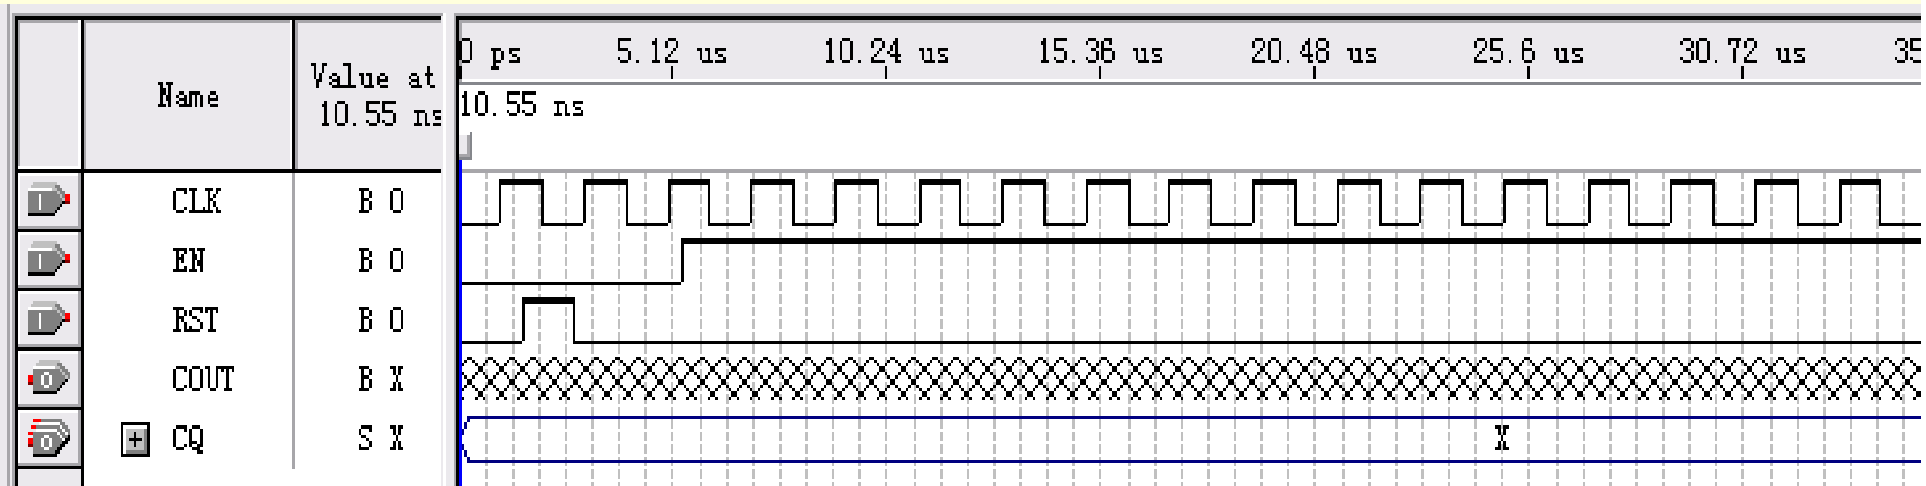 Name
Value at
10.55 ns
0 ps
5.12 us
10.24 us
15.36 us
20.48 us
25.6 us
30.72 us
35
10.55 ns
CLK
B 0
EN
B 0
RST
B 0
COUT
B X
CQ
S X
X